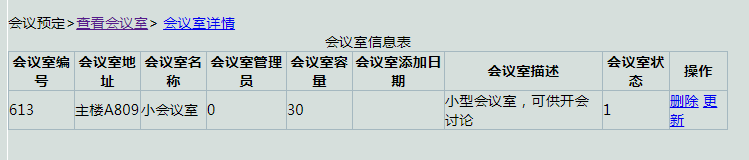 会议预定>查看会议室> 会议室详情
会议室信息表
会议室编号 会议室地址 会议室名称 会议室管理员 会议室容量 会议室添加日期 会议室描述 会议室状态 操作
613 主楼A809 小会议室 0 30 小型会议室，可供开会讨论 1 删除 更新